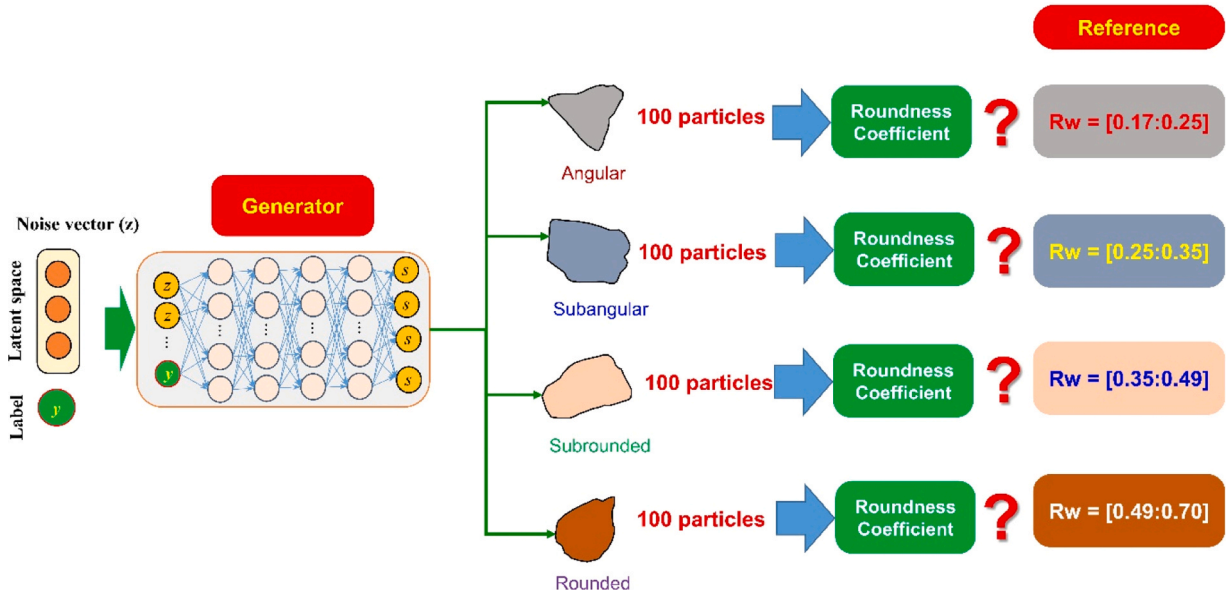 Reference
100 particles
Roundness
Coefficient
?
Rw = [0.17:0.25]
Angular
Generator
Noise vector (z)
Latent space
Label
y
z
z
⋮
y
⋮
⋮
⋮
⋮
s
s
s
s
100 particles
Roundness
Coefficient
?
Rw = [0.25:0.35]
Subangular
100 particles
Roundness
Coefficient
?
Rw = [0.35:0.49]
Subrounded
100 particles
Roundness
Coefficient
?
Rw = [0.49:0.70]
Rounded